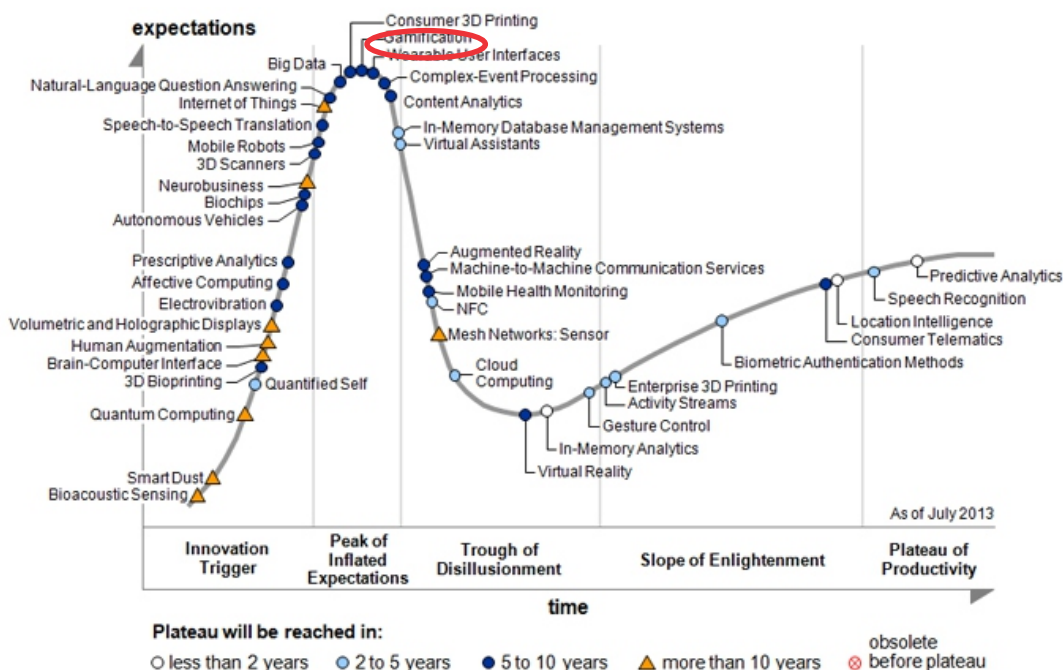 expectations
Consumer 3D Printing
Gamification
Wearable User Interfaces
Big Data
Complex-Event Processing
Natural-Language Question Answering
Content Analytics
Internet of Things
Speech-to-Speech Translation
In-Memory Database Management Systems
Mobile Robots
Virtual Assistants
3D Scanners
Neurobusiness
Biochips
Autonomous Vehicles
Augmented Reality
Prescriptive Analytics
Machine-to-Machine Communication Services
Predictive Analytics
Affective Computing
Mobile Health Monitoring
Speech Recognition
Electrovibration
NFC
Location Intelligence
Volumetric and Holographic Displays
Mesh Networks: Sensor
Consumer Telematics
Human Augmentation
Brain-Computer Interface
Biometric Authentication Methods
3D Bioprinting
Cloud
Computing
Quantified Self
Enterprise 3D Printing
Activity Streams
Quantum Computing
Gesture Control
In-Memory Analytics
Virtual Reality
Smart Dust
Bioacoustic Sensing
As of July 2013
Innovation
Trigger
Peak of
Inflated
Expectations
Trough of
Disillusionment
Slope of Enlightenment
Plateau of
Productivity
time
Plateau will be reached in:
less than 2 years
2 to 5 years
5 to 10 years
more than 10 years
obsolete
before plateau